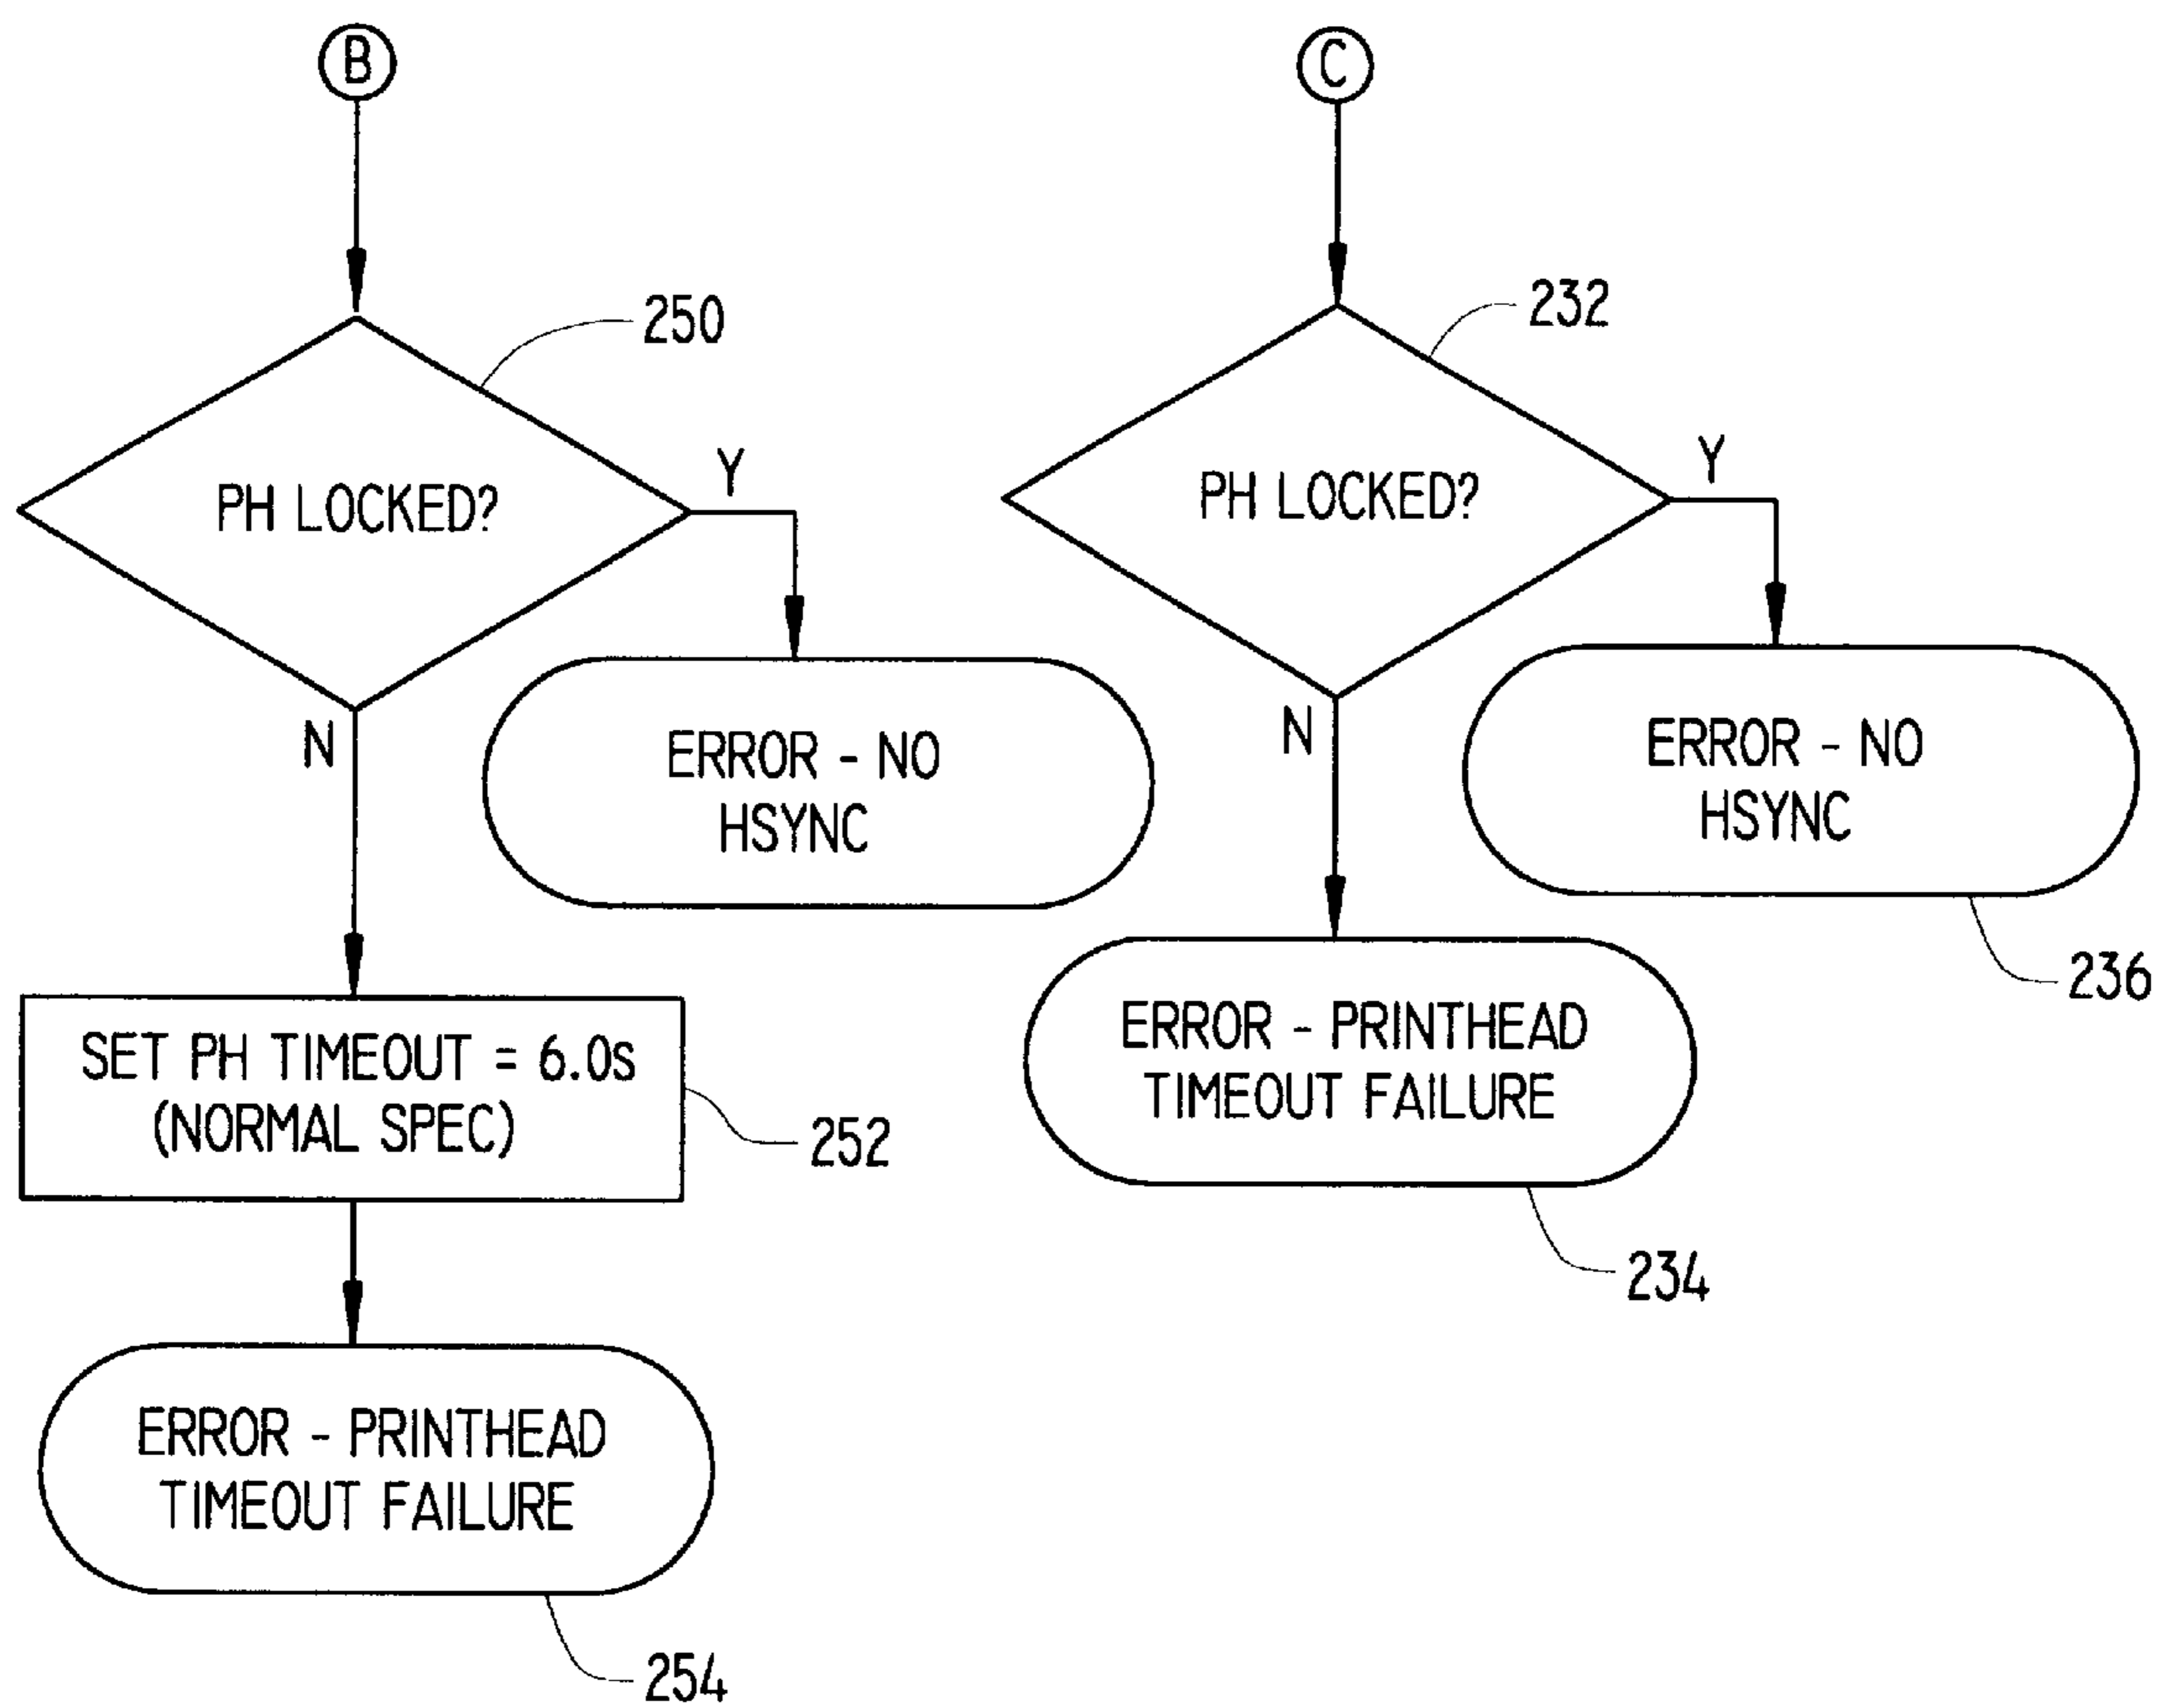 B
250
PH LOCKED?
Y
N
ERROR - NO
HSYNC
SET PH TIMEOUT = 6.0s
(NORMAL SPEC)
252
ERROR - PRINTHEAD
TIMEOUT FAILURE
254
C
232
PH LOCKED?
Y
N
ERROR - NO
HSYNC
236
ERROR - PRINTHEAD
TIMEOUT FAILURE
234